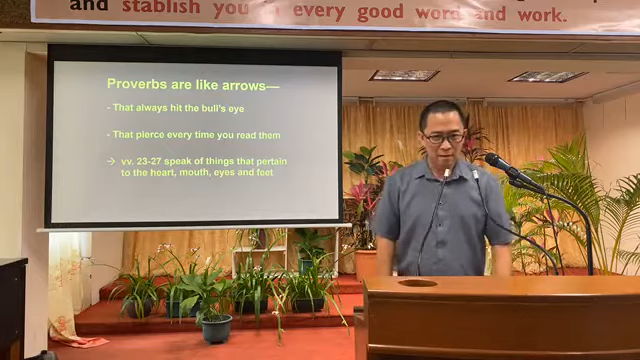 and stablish you in every good word and work.
Proverbs are like arrows—
- That always hit the bull's eye
- That pierce every time you read them
→ vv. 23-27 speak of things that pertain
to the heart, mouth, eyes and feet